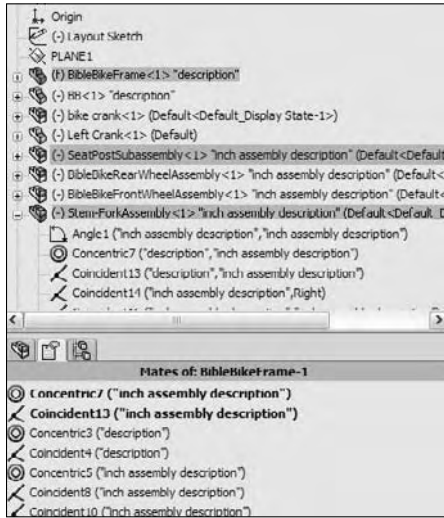 Origin
(-) Layout Sketch
PLANE1
(f) BibleBikeFrame<1> "description"
(-) BB<1> "description"
(-) bike crank<1> (Default<Default_Display State-1>)
(-) Left Crank<1> (Default)
(-) SeatPostSubassembly<1> "inch assembly description" (Default<Default
(-) BibleBikeRearWheelAssembly<1> "inch assembly description" (Default<
(-) BibleBikeFrontWheelAssembly<1> "inch assembly description" (Default<
(-) Stem-ForkAssembly<1> "inch assembly description" (Default<Default_D
Angle1 ("inch assembly description","inch assembly description")
Concentric7 ("description","inch assembly description")
Coincident13 ("description","inch assembly description")
Coincident14 ("inch assembly description",Right)
Mates of: BibleBikeFrame-1
Concentric7 ("inch assembly description")
Coincident13 ("inch assembly description")
Concentric3 ("description")
Coincident4 ("description")
Concentric5 ("inch assembly description")
Coincident8 ("inch assembly description")
Coincident10 ("inch assembly description")